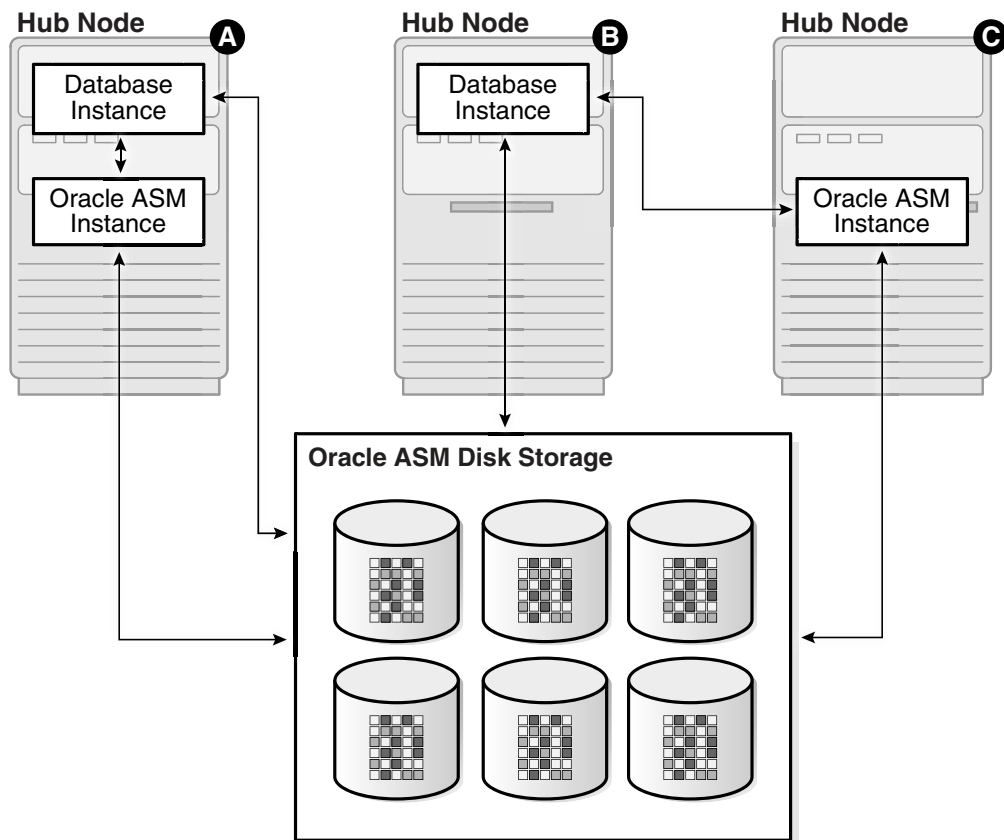 Hub Node
A
Database
Instance
Oracle ASM
Instance
Hub Node
B
Database
Instance
Hub Node
C
Oracle ASM
Instance
Oracle ASM Disk Storage